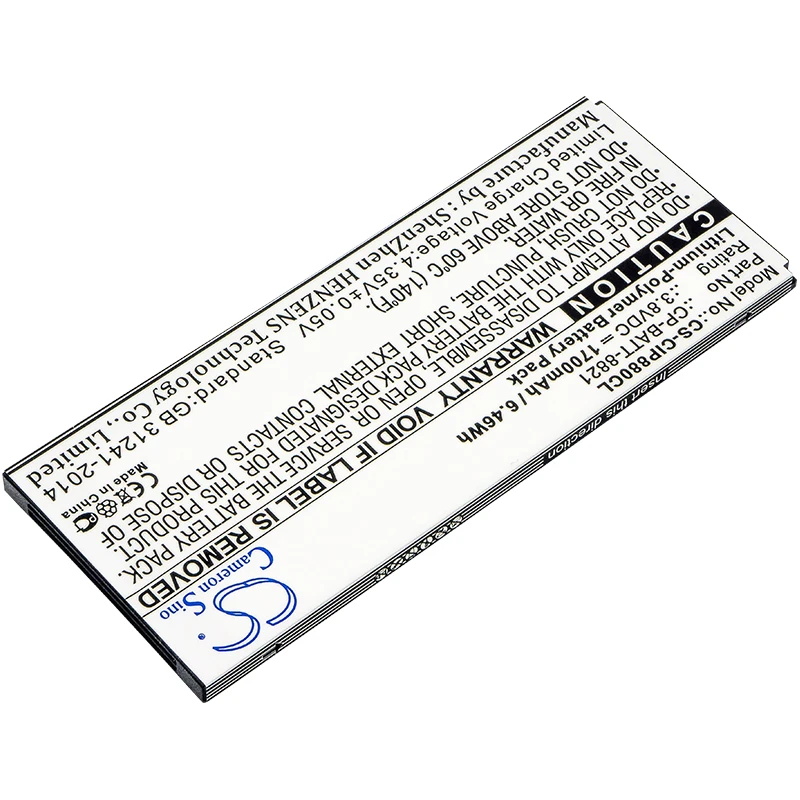 Model No.:CS-CIP880CL
Part No :CP-BATT-8821
Rating :3.8VDC ⎓ 1700mAh / 6.46Wh
Lithium-Polymer Battery Pack
Insert this direction
CAUTION WARRANTY VOID IF LABEL IS REMOVED
•DO NOT ATTEMPT TO DISASSEMBLE, OPEN OR SERVICE THE BATTERY PACK.
•REPLACE ONLY WITH THE BATTERY PACK DESIGNATED FOR THIS PRODUCT.
•DO NOT CRUSH, PUNCTURE, SHORT EXTERNAL CONTACTS OR DISPOSE OF
IN FIRE OR WATER.
•DO NOT STORE ABOVE 60°C (140°F)
Limited Charge Voltage:4.35V±0.05V
Standard:GB 31241-2014
Manufacture by:ShenZhen HENZENS Technology Co., Limited
Limited
CE
Made in China
CS
Cameron Sino